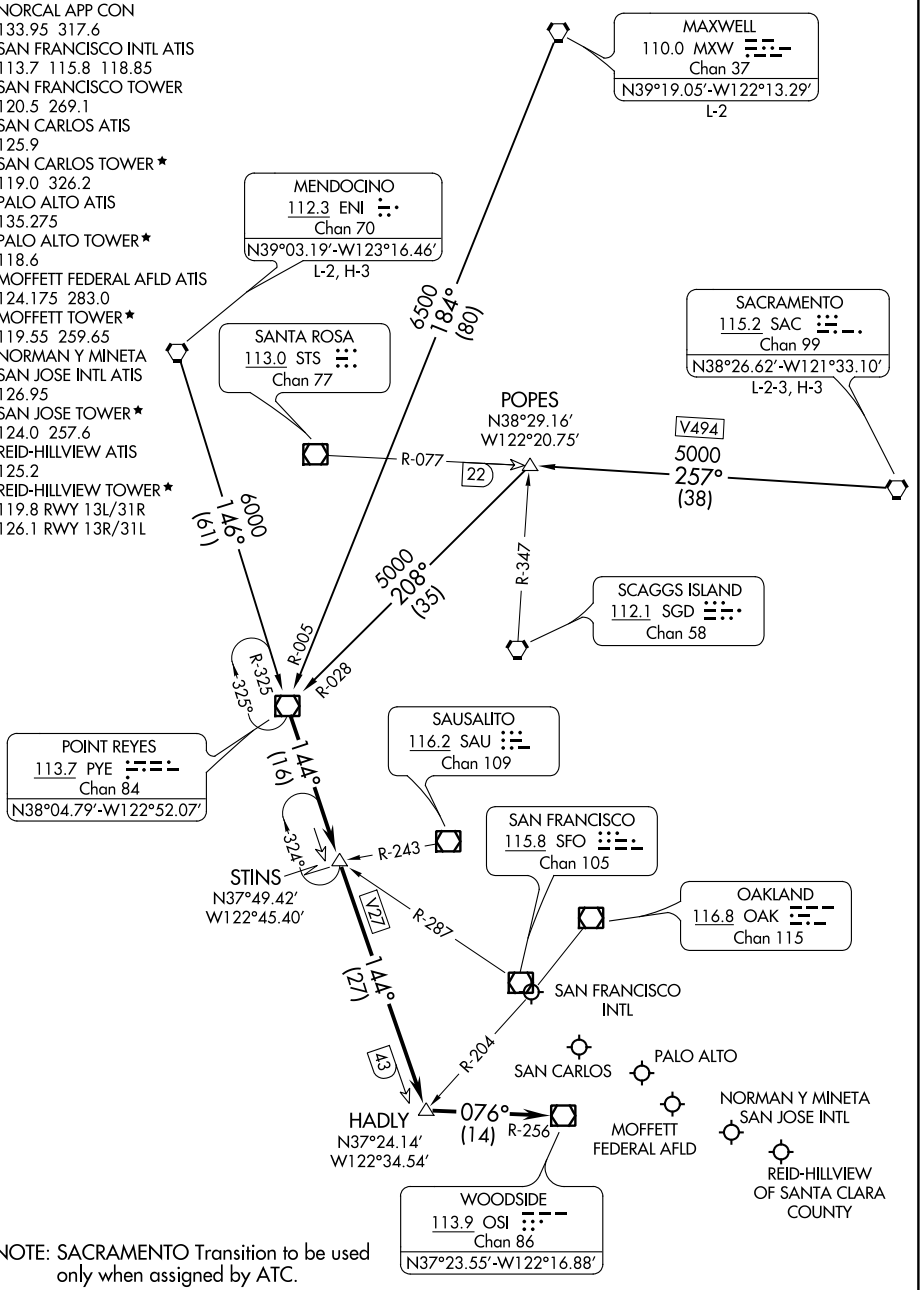 NORCAL APP CON
133.95 317.6
SAN FRANCISCO INTL ATIS
113.7 115.8 118.85
SAN FRANCISCO TOWER
120.5 269.1
SAN CARLOS ATIS
125.9
SAN CARLOS TOWER★
119.0 326.2
PALO ALTO ATIS
135.275
PALO ALTO TOWER★
118.6
MOFFETT FEDERAL AFLD ATIS
124.175 283.0
MOFFETT TOWER★
119.55 259.65
NORMAN Y MINETA
SAN JOSE INTL ATIS
126.95
SAN JOSE TOWER★
124.0 257.6
REID-HILLVIEW ATIS
125.2
REID-HILLVIEW TOWER★
119.8 RWY 13L/31R
126.1 RWY 13R/31L
MAXWELL
110.0 MXW
Chan 37
N39°19.05'-W122°13.29'
L-2
MENDOCINO
112.3 ENI
Chan 70
N39°03.19'-W123°16.46'
L-2, H-3
6500
184°
(80)
SANTA ROSA
113.0 STS
Chan 77
SACRAMENTO
115.2 SAC
Chan 99
N38°26.62'-W121°33.10'
L-2-3, H-3
POPES
N38°29.16'
W122°20.75'
R-077
22
V494
5000
257°
(38)
6000
146°
(61)
5000
208°
(35)
R-347
SCAGGS ISLAND
112.1 SGD
Chan 58
R-005
R-028
R-325
325°
POINT REYES
113.7 PYE
Chan 84
N38°04.79'-W122°52.07'
144°
(16)
SAUSALITO
116.2 SAU
Chan 109
R-243
324°
STINS
N37°49.42'
W122°45.40'
SAN FRANCISCO
115.8 SFO
Chan 105
R-287
V27
OAKLAND
116.8 OAK
Chan 115
144°
(27)
SAN FRANCISCO
INTL
R-204
43
SAN CARLOS
PALO ALTO
MOFFETT
FEDERAL AFLD
NORMAN Y MINETA
SAN JOSE INTL
REID-HILLVIEW
OF SANTA CLARA
COUNTY
HADLY
N37°24.14'
W122°34.54'
076°
(14)
R-256
WOODSIDE
113.9 OSI
Chan 86
N37°23.55'-W122°16.88'
NOTE: SACRAMENTO Transition to be used
only when assigned by ATC.